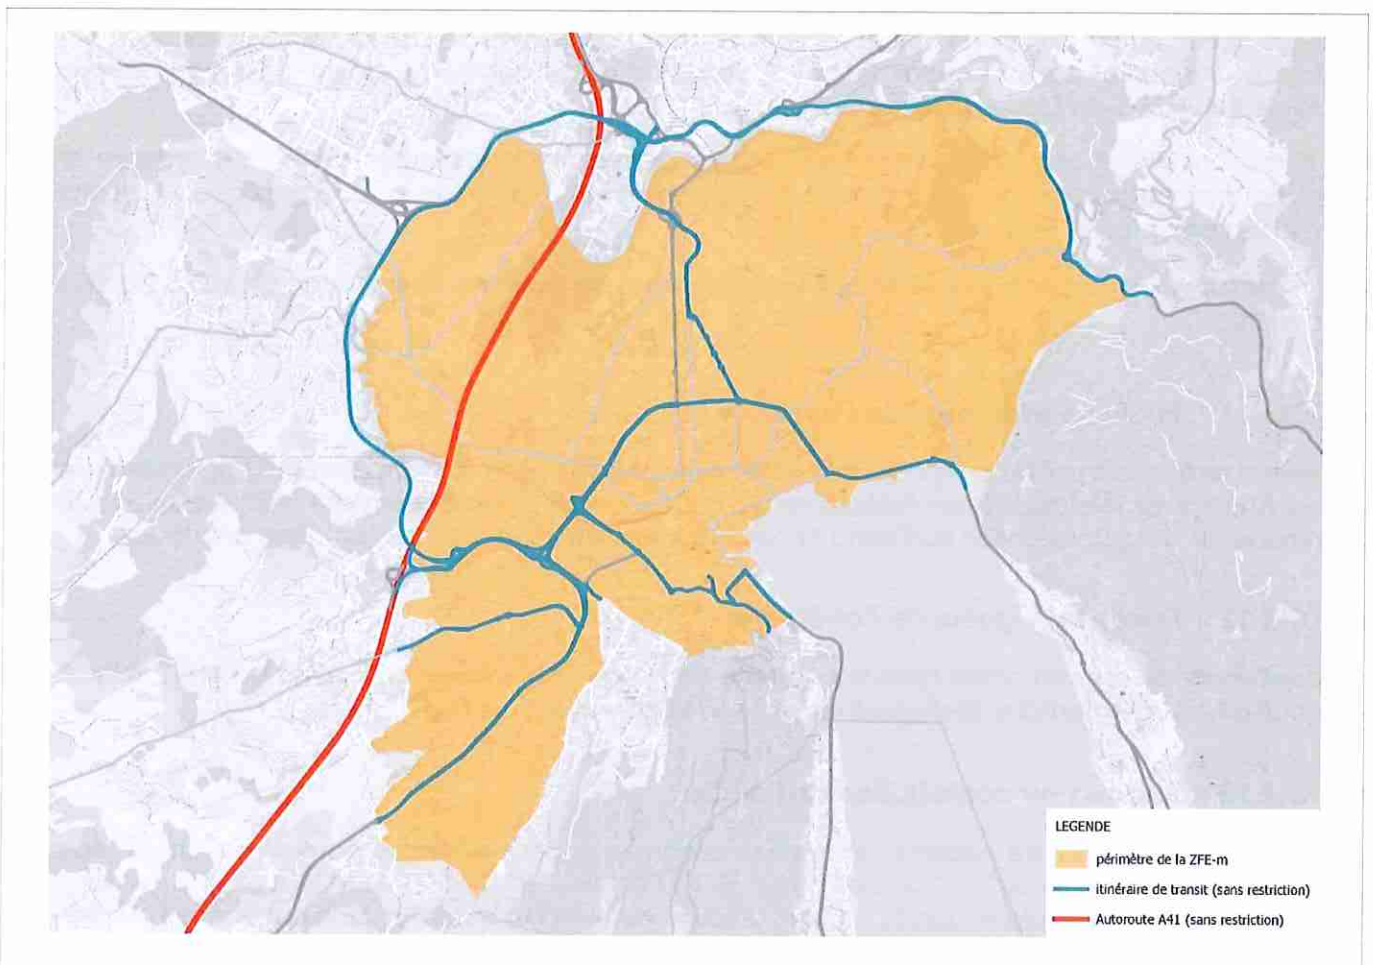 LEGENDE
périmètre de la ZFE-m
itinéraire de transit (sans restriction)
Autoroute A41 (sans restriction)